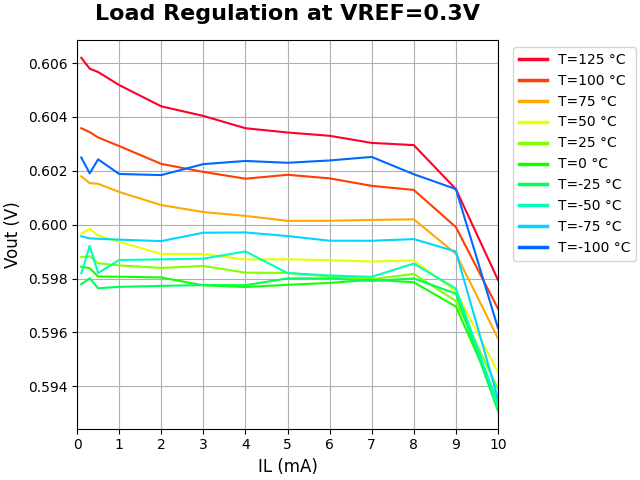 Load Regulation at VREF=0.3V
Vout (V)
0.606
0.604
0.602
0.600
0.598
0.596
0.594
0 1 2 3 4 5 6 7 8 9 10
IL (mA)
T=125 °C
T=100 °C
T=75 °C
T=50 °C
T=25 °C
T=0 °C
T=-25 °C
T=-50 °C
T=-75 °C
T=-100 °C